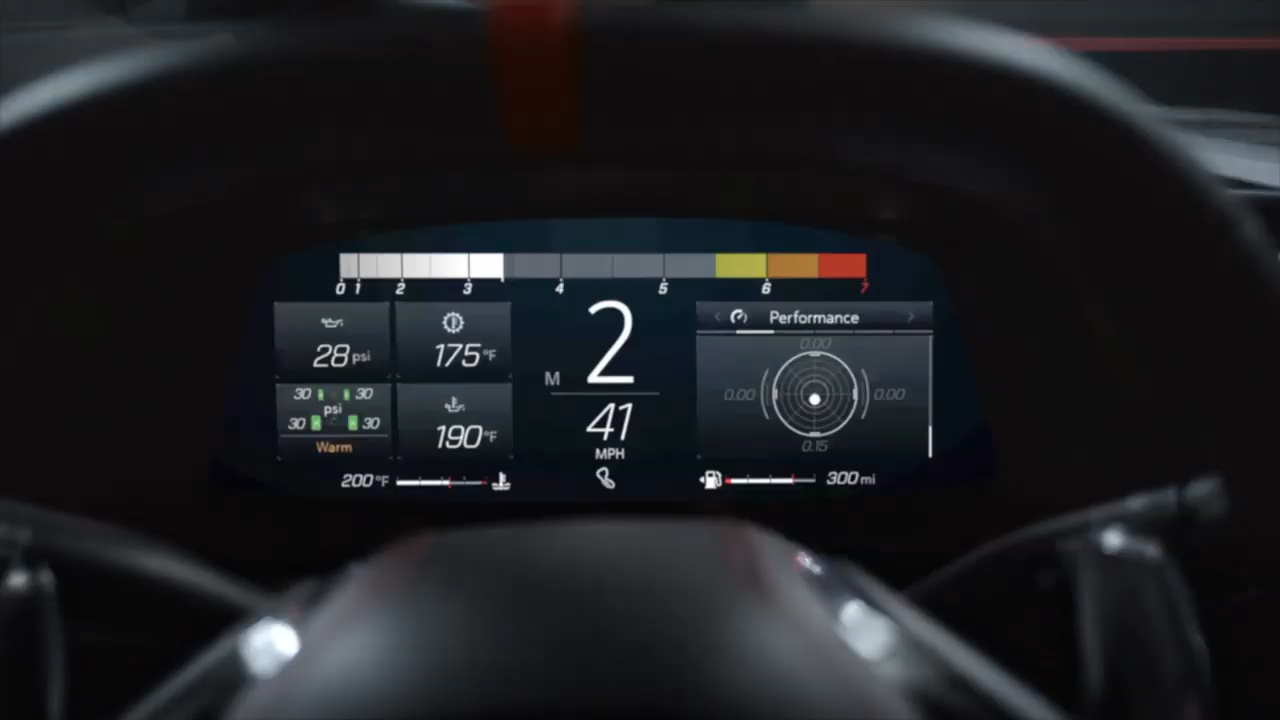 0 1 2 3 4 5 6 7
28 psi
175 °F
30 30
psi
30 30
Warm
190 °F
200 °F
2
M
41
MPH
Performance
0.00
0.00 0.00
0.15
300 mi